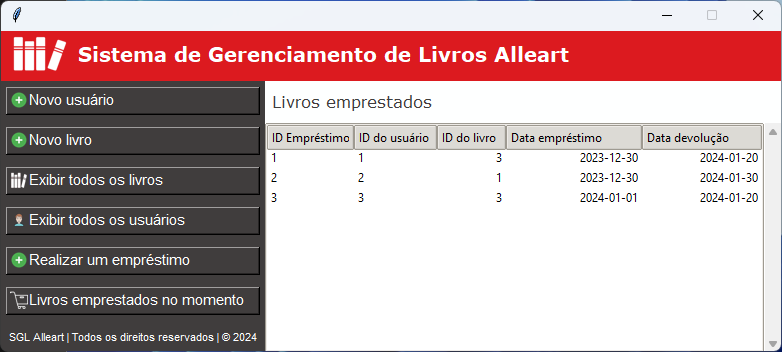 Sistema de Gerenciamento de Livros Alleart
Novo usuário
Novo livro
Exibir todos os livros
Exibir todos os usuários
Realizar um empréstimo
Livros emprestados no momento
SGL Alleart | Todos os direitos reservados | © 2024
Livros emprestados
ID Empréstimo ID do usuário ID do livro Data empréstimo Data devolução
1 1 3 2023-12-30 2024-01-20
2 2 1 2023-12-30 2024-01-30
3 3 3 2024-01-01 2024-01-20